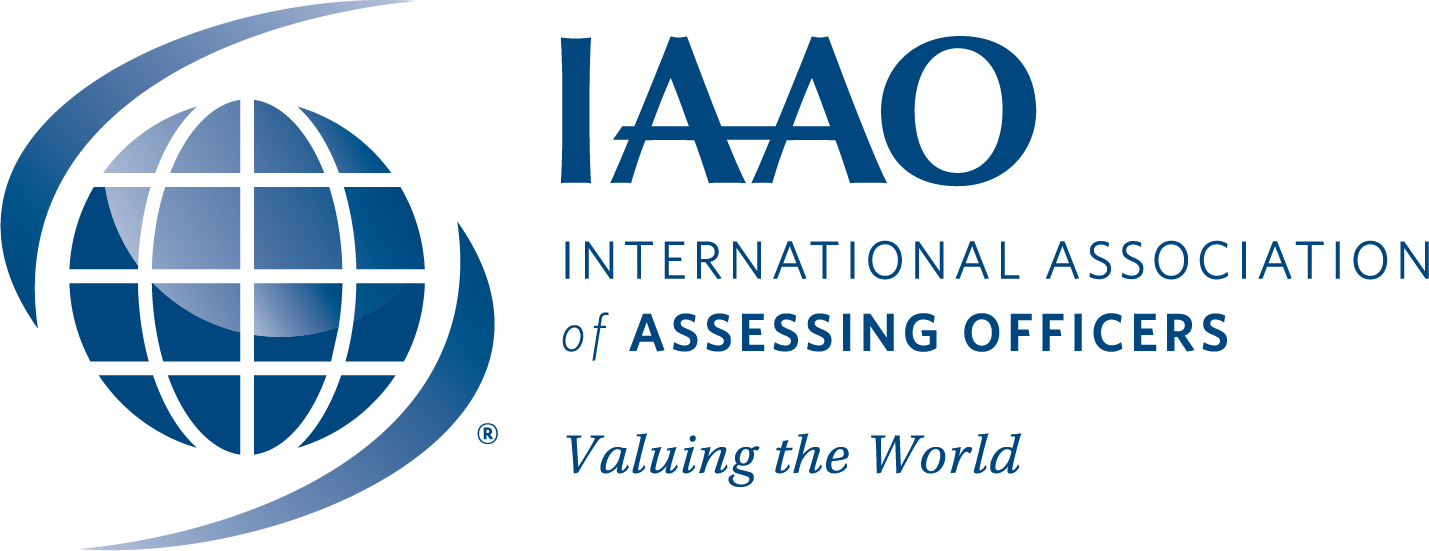 IAAO
INTERNATIONAL ASSOCIATION
of ASSESSING OFFICERS
®
Valuing the World